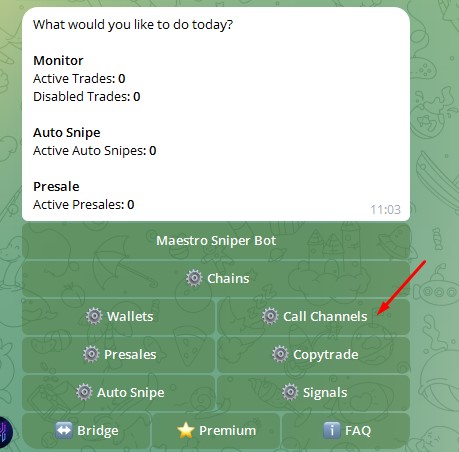 What would you like to do today?
Monitor
Active Trades: 0
Disabled Trades: 0
Auto Snipe
Active Auto Snipes: 0
Presale
Active Presales: 0
11:03
Maestro Sniper Bot
Chains
Wallets
Call Channels
Presales
Copytrade
Auto Snipe
Signals
Bridge
Premium
FAQ